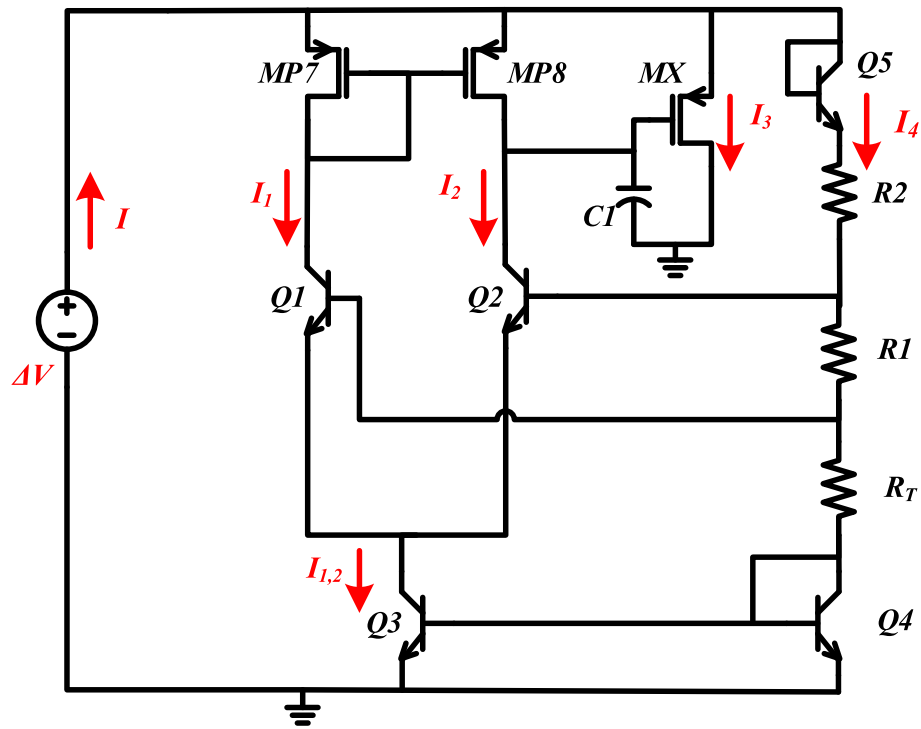 MP7 MP8 MX Q5
I3
I4
I
I1 I2 R2
C1
Q1 Q2
+
−
R1
ΔV
RT
I1,2
Q3 Q4